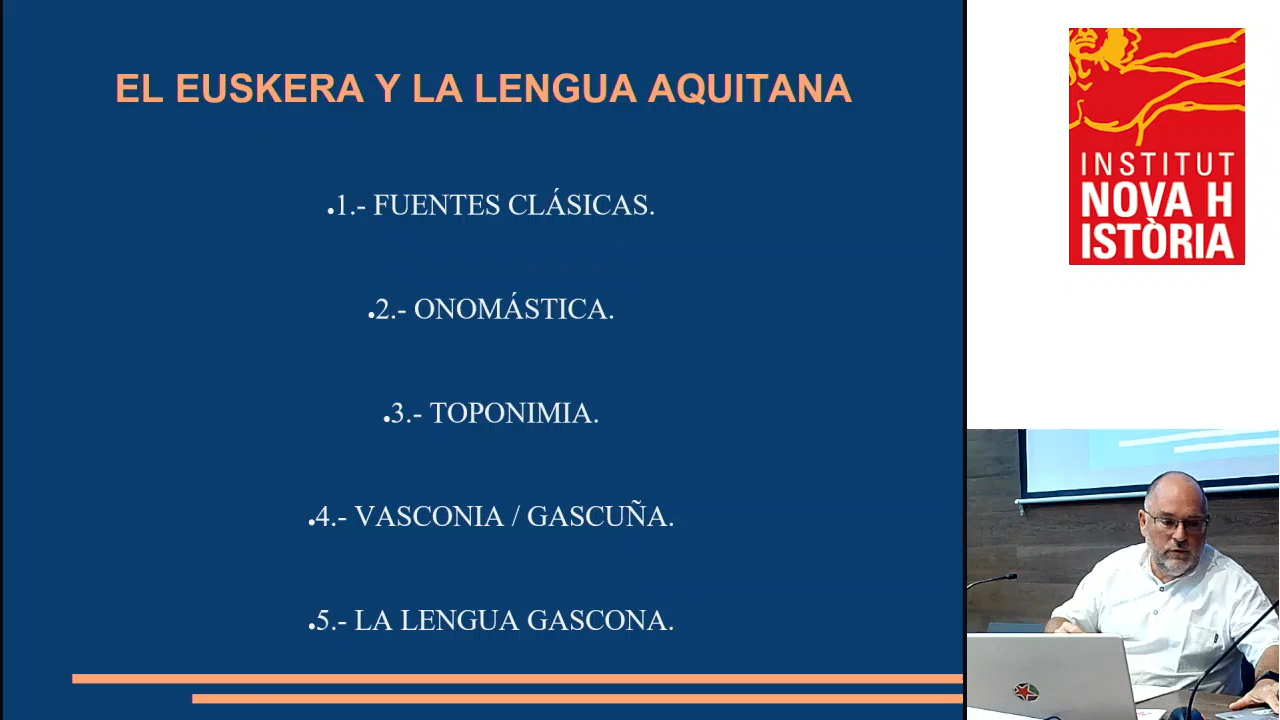 EL EUSKERA Y LA LENGUA AQUITANA
●1.- FUENTES CLÁSICAS.
●2.- ONOMÁSTICA.
●3.- TOPONIMIA.
●4.- VASCONIA / GASCUÑA.
●5.- LA LENGUA GASCONA.
INSTITUT
NOVA H
ISTÒRIA